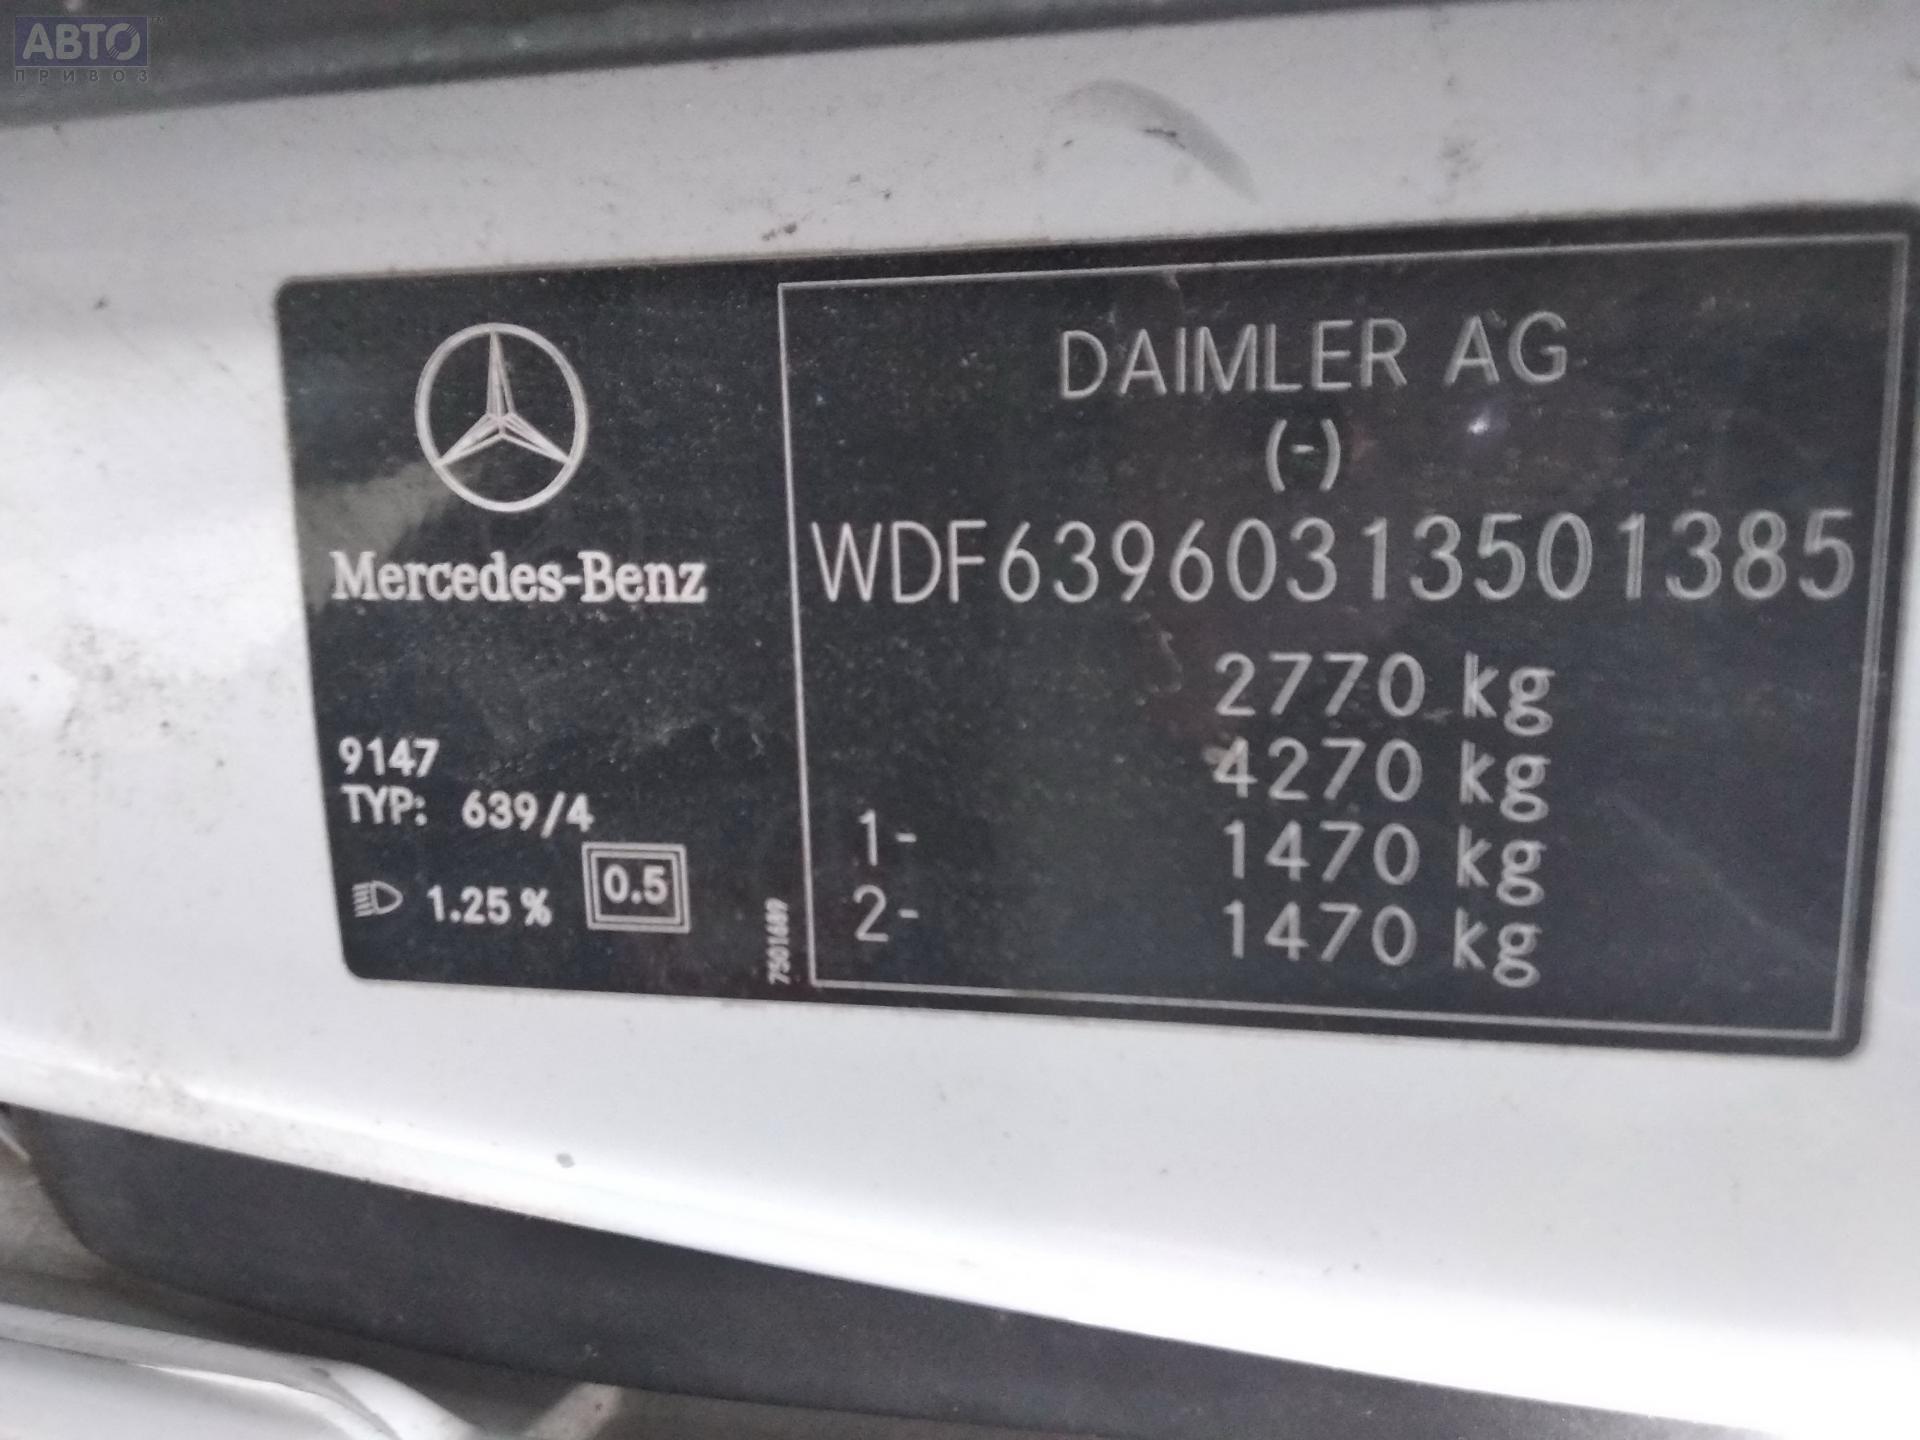 АВТО
ПРИВОЗ
Mercedes-Benz
9147
TYP: 639/4
1.25 %
0.5
7501689
DAIMLER AG
(-)
WDF63960313501385
2770 kg
4270 kg
1- 1470 kg
2- 1470 kg